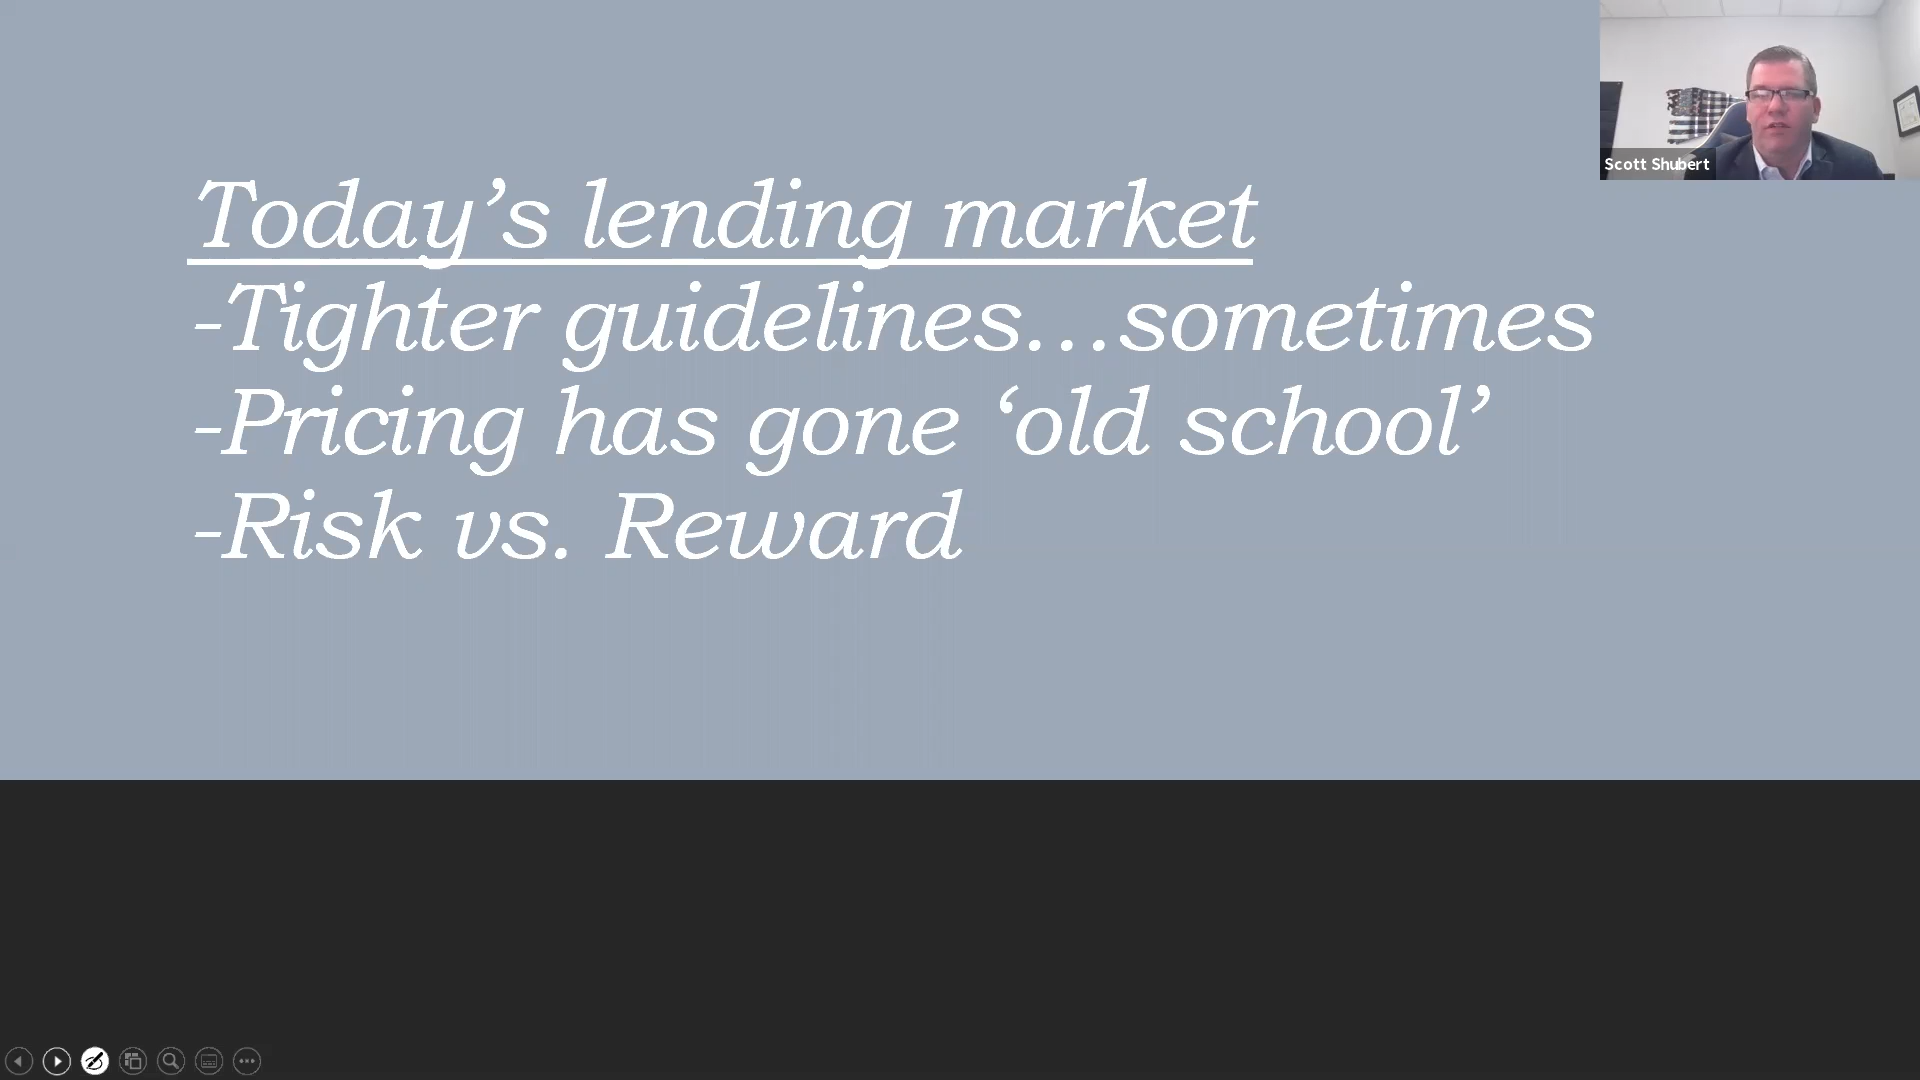 Scott Shubert
Today’s lending market
-Tighter guidelines...sometimes
-Pricing has gone ‘old school’
-Risk vs. Reward